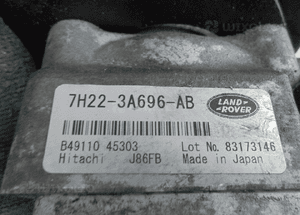 7H22-3A696-AB
LAND
ROVER
B49110 45303
Lot No. 83173146
Hitachi J86FB
Made in Japan